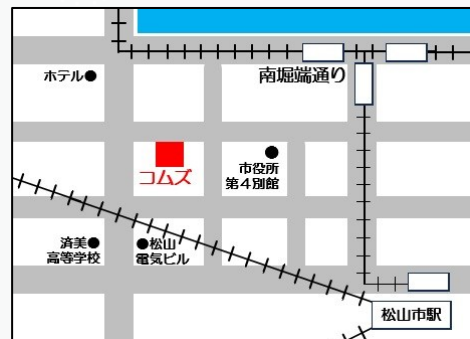 ホテル●
南堀端通り
コムズ
市役所
第4別館
済美●
高等学校
●松山
電気ビル
松山市駅